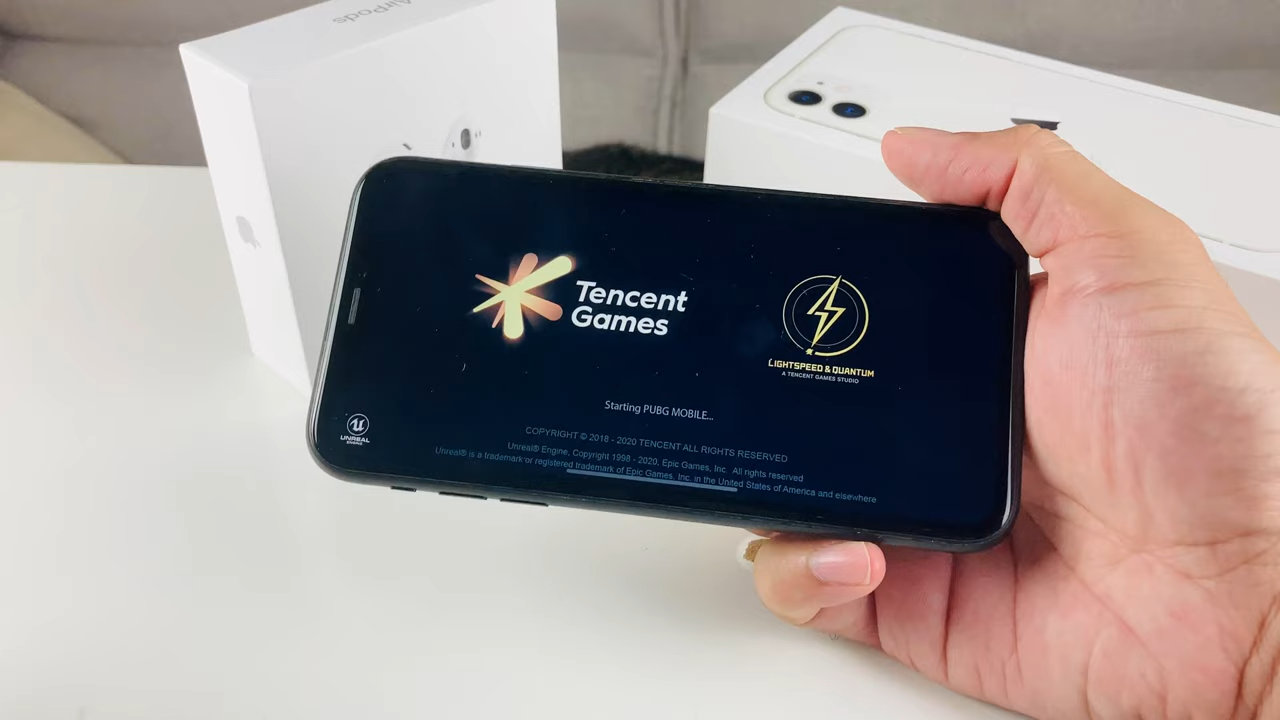 AirPods
Tencent
Games
LIGHTSPEED & QUANTUM
A TENCENT GAMES STUDIO
Starting PUBG MOBILE...
UNREAL
ENGINE
COPYRIGHT © 2018 - 2020 TENCENT ALL RIGHTS RESERVED
Unreal® Engine, Copyright 1998 - 2020, Epic Games, Inc. All rights reserved
Unreal® is a trademark or registered trademark of Epic Games, Inc. in the United States of America and elsewhere